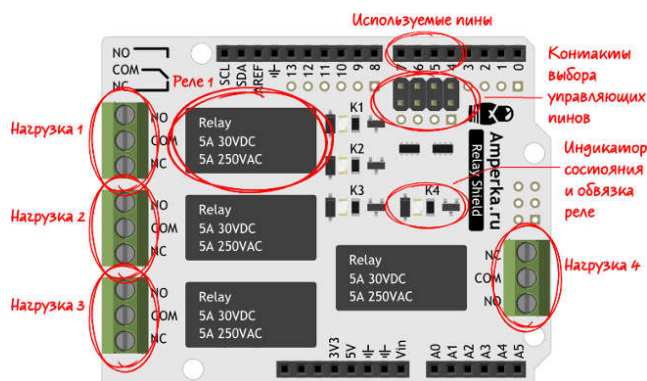 Используемые пины
NO
COM
NC
SCL
SDA
AREF
13
12
11
10
9
8
7
6
5
4
3
2
1
0
Контакты
выбора
управляющих
пинов
Реле 1
Нагрузка 1
NO
COM
NC
Relay
5A 30VDC
5A 250VAC
K1
K2
K3
K4
Amperka.ru
Relay Shield
Индикатор
состояния
и обвязка
реле
Нагрузка 2
NO
COM
NC
Relay
5A 30VDC
5A 250VAC
Relay
5A 30VDC
5A 250VAC
NC
COM
NO
Нагрузка 4
Нагрузка 3
NO
COM
NC
Relay
5A 30VDC
5A 250VAC
3V3
5V
Vin
A0
A1
A2
A3
A4
A5